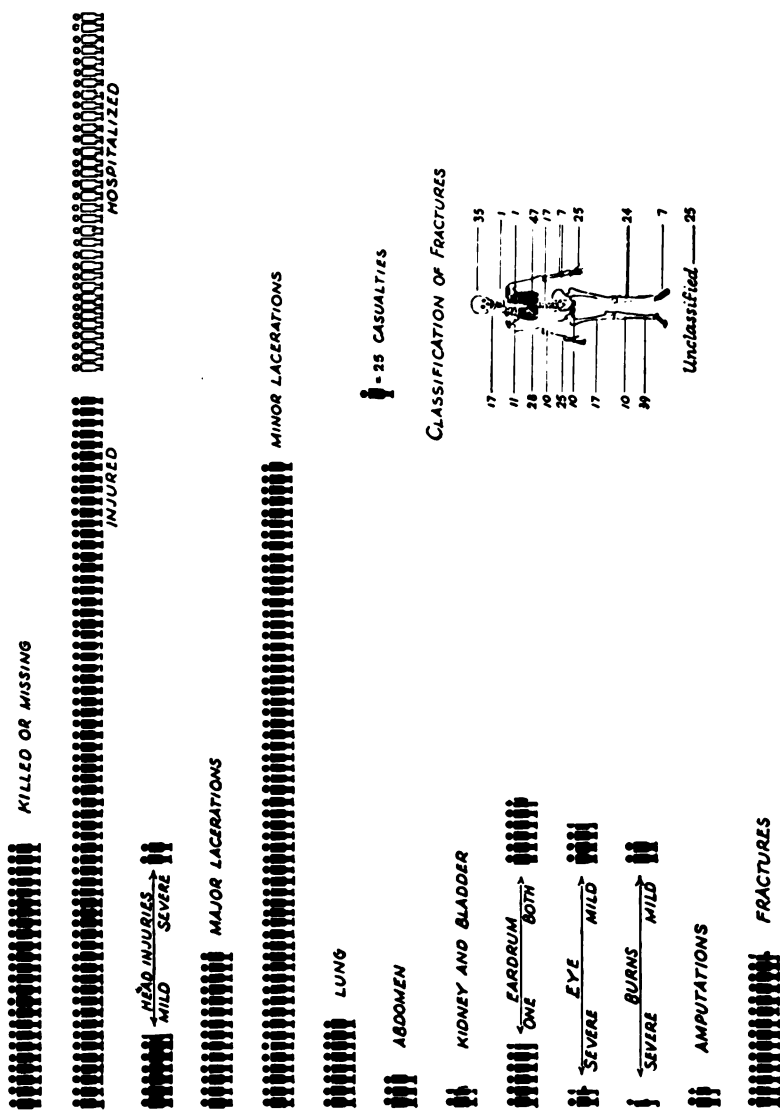 KILLED OR MISSING
INJURED
HOSPITALIZED
HEAD INJURIES
MILD
SEVERE
MAJOR LACERATIONS
MINOR LACERATIONS
LUNG
ABDOMEN
KIDNEY AND BLADDER
EARDRUM
ONE
BOTH
EYE
SEVERE
MILD
BURNS
SEVERE
MILD
AMPUTATIONS
FRACTURES
= 25 CASUALTIES
CLASSIFICATION OF FRACTURES
17
11
28
10
25
10
17
10
39
35
1
1
47
17
7
25
24
7
Unclassified 25